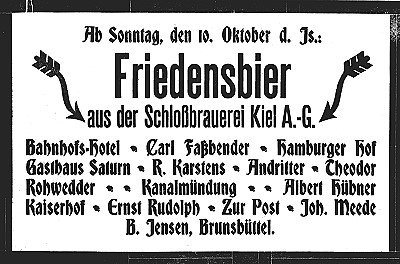 Ab Sonntag, den 10. Oktober d. Js.:
Friedensbier
aus der Schloßbrauerei Kiel A.-G.
Bahnhofs-Hotel • Carl Faßbender • Hamburger Hof
Gasthaus Saturn • R. Karstens • Andritter • Theodor
Rohwedder • • Kanalmündung • • Albert Hübner
Kaiserhof • Ernst Rudolph • Zur Post • Joh. Meede
B. Jensen, Brunsbüttel.